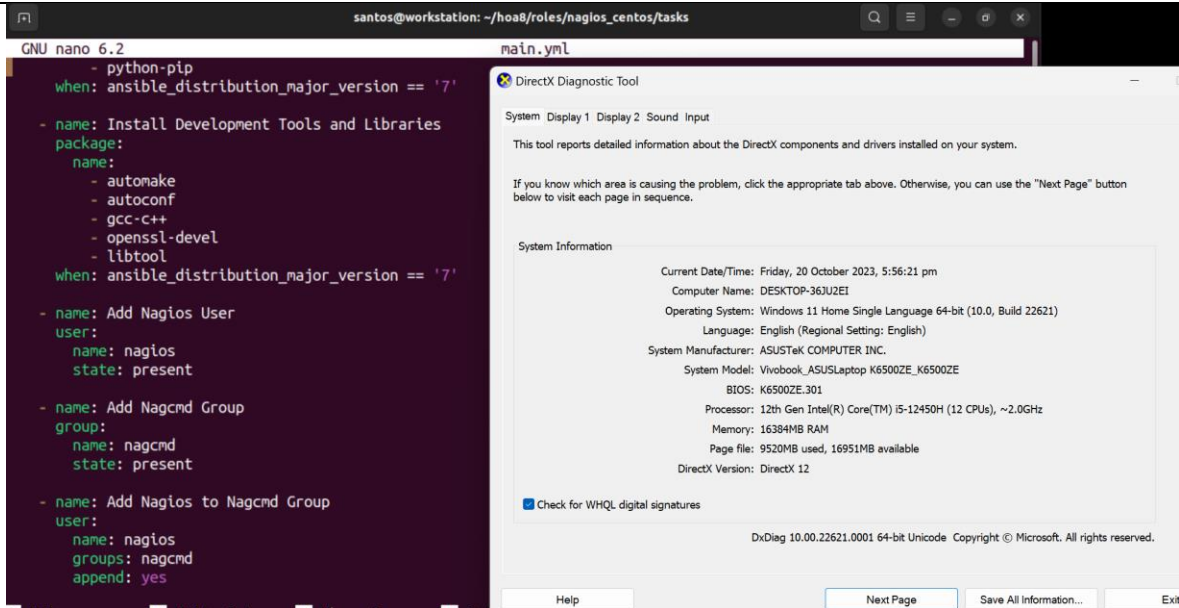 santos@workstation: ~/hoa8/roles/nagios_centos/tasks
GNU nano 6.2 main.yml
- python-pip
when: ansible_distribution_major_version == '7'
- name: Install Development Tools and Libraries
package:
name:
- automake
- autoconf
- gcc-c++
- openssl-devel
- libtool
when: ansible_distribution_major_version == '7'
- name: Add Nagios User
user:
name: nagios
state: present
- name: Add Nagcmd Group
group:
name: nagcmd
state: present
- name: Add Nagios to Nagcmd Group
user:
name: nagios
groups: nagcmd
append: yes
DirectX Diagnostic Tool
System Display 1 Display 2 Sound Input
This tool reports detailed information about the DirectX components and drivers installed on your system.
If you know which area is causing the problem, click the appropriate tab above. Otherwise, you can use the "Next Page" button
below to visit each page in sequence.
System Information
Current Date/Time: Friday, 20 October 2023, 5:56:21 pm
Computer Name: DESKTOP-36JU2EI
Operating System: Windows 11 Home Single Language 64-bit (10.0, Build 22621)
Language: English (Regional Setting: English)
System Manufacturer: ASUSTeK COMPUTER INC.
System Model: Vivobook_ASUSLaptop K6500ZE_K6500ZE
BIOS: K6500ZE.301
Processor: 12th Gen Intel(R) Core(TM) i5-12450H (12 CPUs), ~2.0GHz
Memory: 16384MB RAM
Page file: 9520MB used, 16951MB available
DirectX Version: DirectX 12
Check for WHQL digital signatures
DxDiag 10.00.22621.0001 64-bit Unicode Copyright © Microsoft. All rights reserved.
Help Next Page Save All Information... Exit